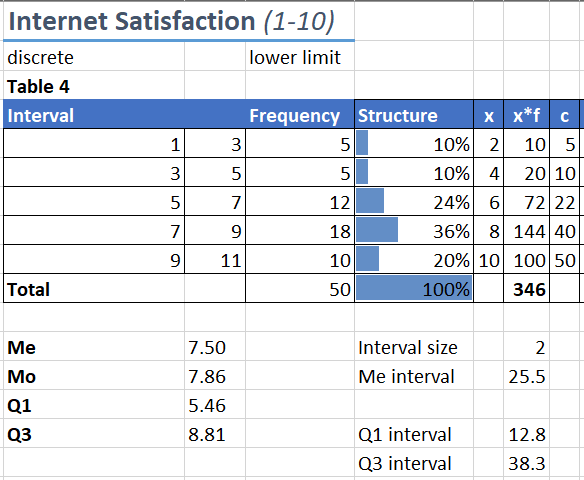 Internet Satisfaction (1-10)
discrete lower limit
Table 4
Interval Frequency Structure x x*f c
1 3 5 10% 2 10 5
3 5 5 10% 4 20 10
5 7 12 24% 6 72 22
7 9 18 36% 8 144 40
9 11 10 20% 10 100 50
Total 50 100% 346
Me 7.50 Interval size 2
Mo 7.86 Me interval 25.5
Q1 5.46
Q3 8.81 Q1 interval 12.8
Q3 interval 38.3